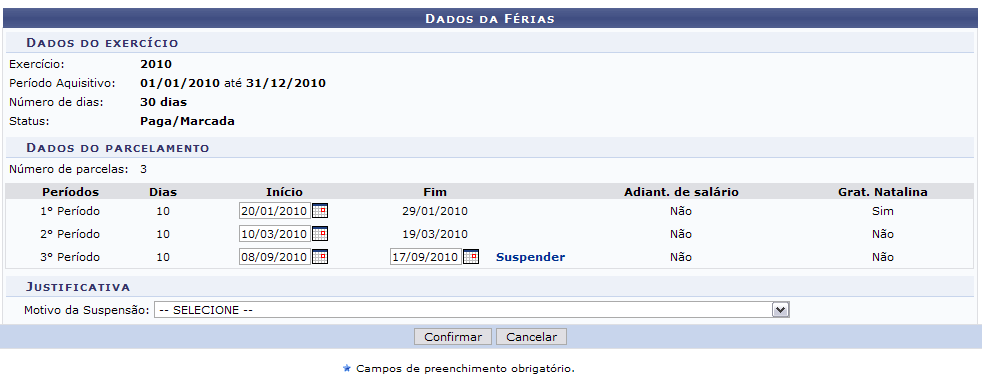 DADOS DA FÉRIAS
DADOS DO EXERCÍCIO
Exercício: 2010
Período Aquisitivo: 01/01/2010 até 31/12/2010
Número de dias: 30 dias
Status: Paga/Marcada
DADOS DO PARCELAMENTO
Número de parcelas: 3
Períodos Dias Início Fim Adiant. de salário Grat. Natalina
1º Período 10 20/01/2010 29/01/2010 Não Sim
2º Período 10 10/03/2010 19/03/2010 Não Não
3º Período 10 08/09/2010 17/09/2010 Suspender Não Não
JUSTIFICATIVA
Motivo da Suspensão: -- SELECIONE --
Confirmar Cancelar
Campos de preenchimento obrigatório.